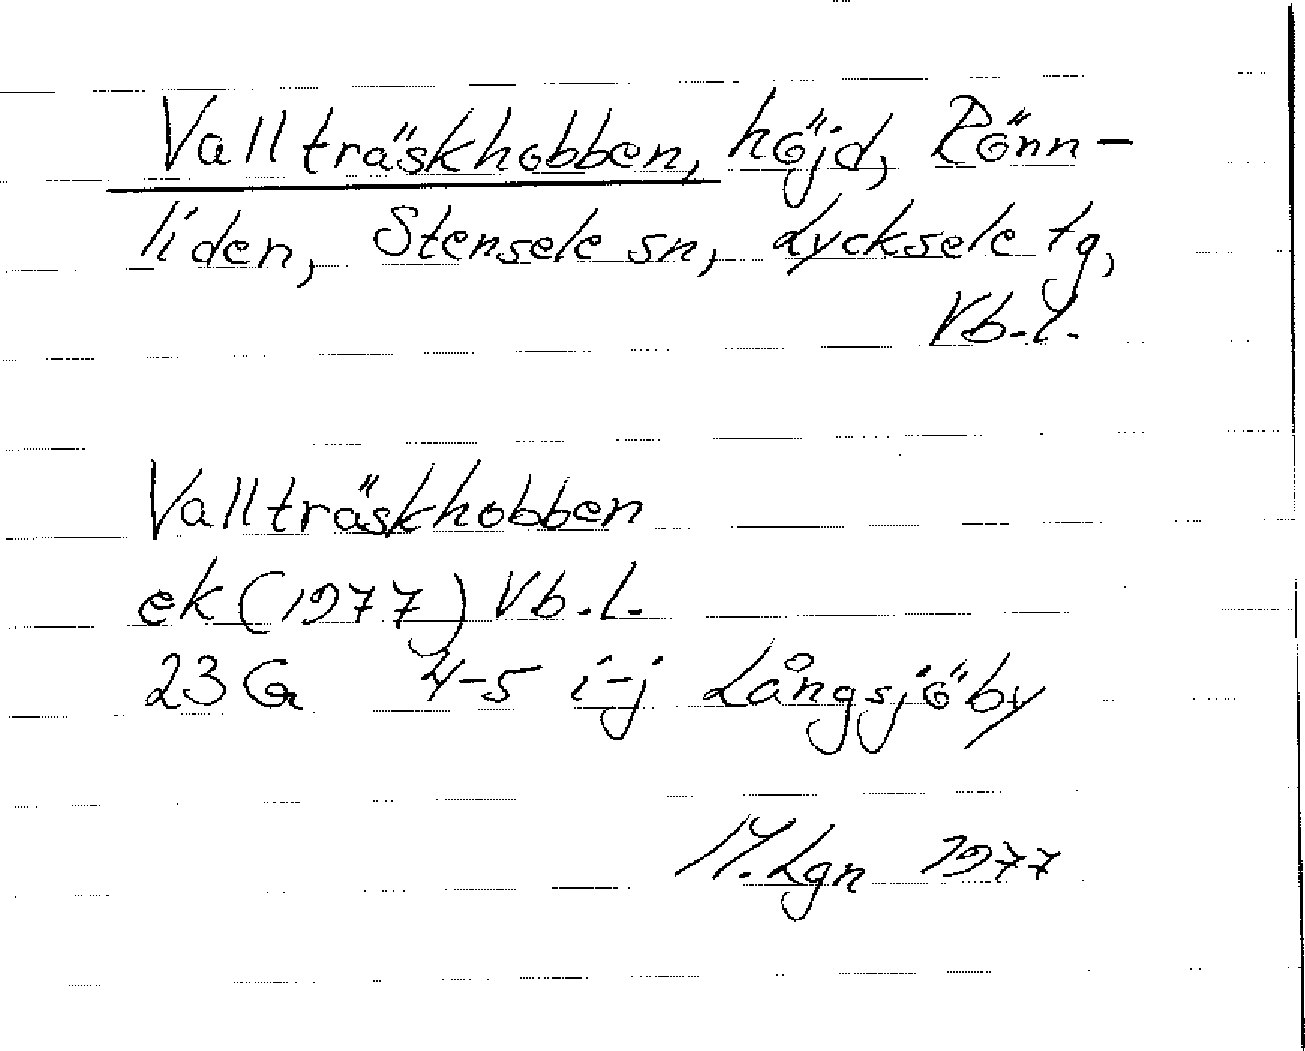 Vallträskhobben, höjd, Rönn-
liden, Stensele sn, Lycksele tg,
Vb.l.
Vallträskhobben
ek (1977) Vb.l.
23 G 4-5 i-j Långsjöby
M. Lgn 1977